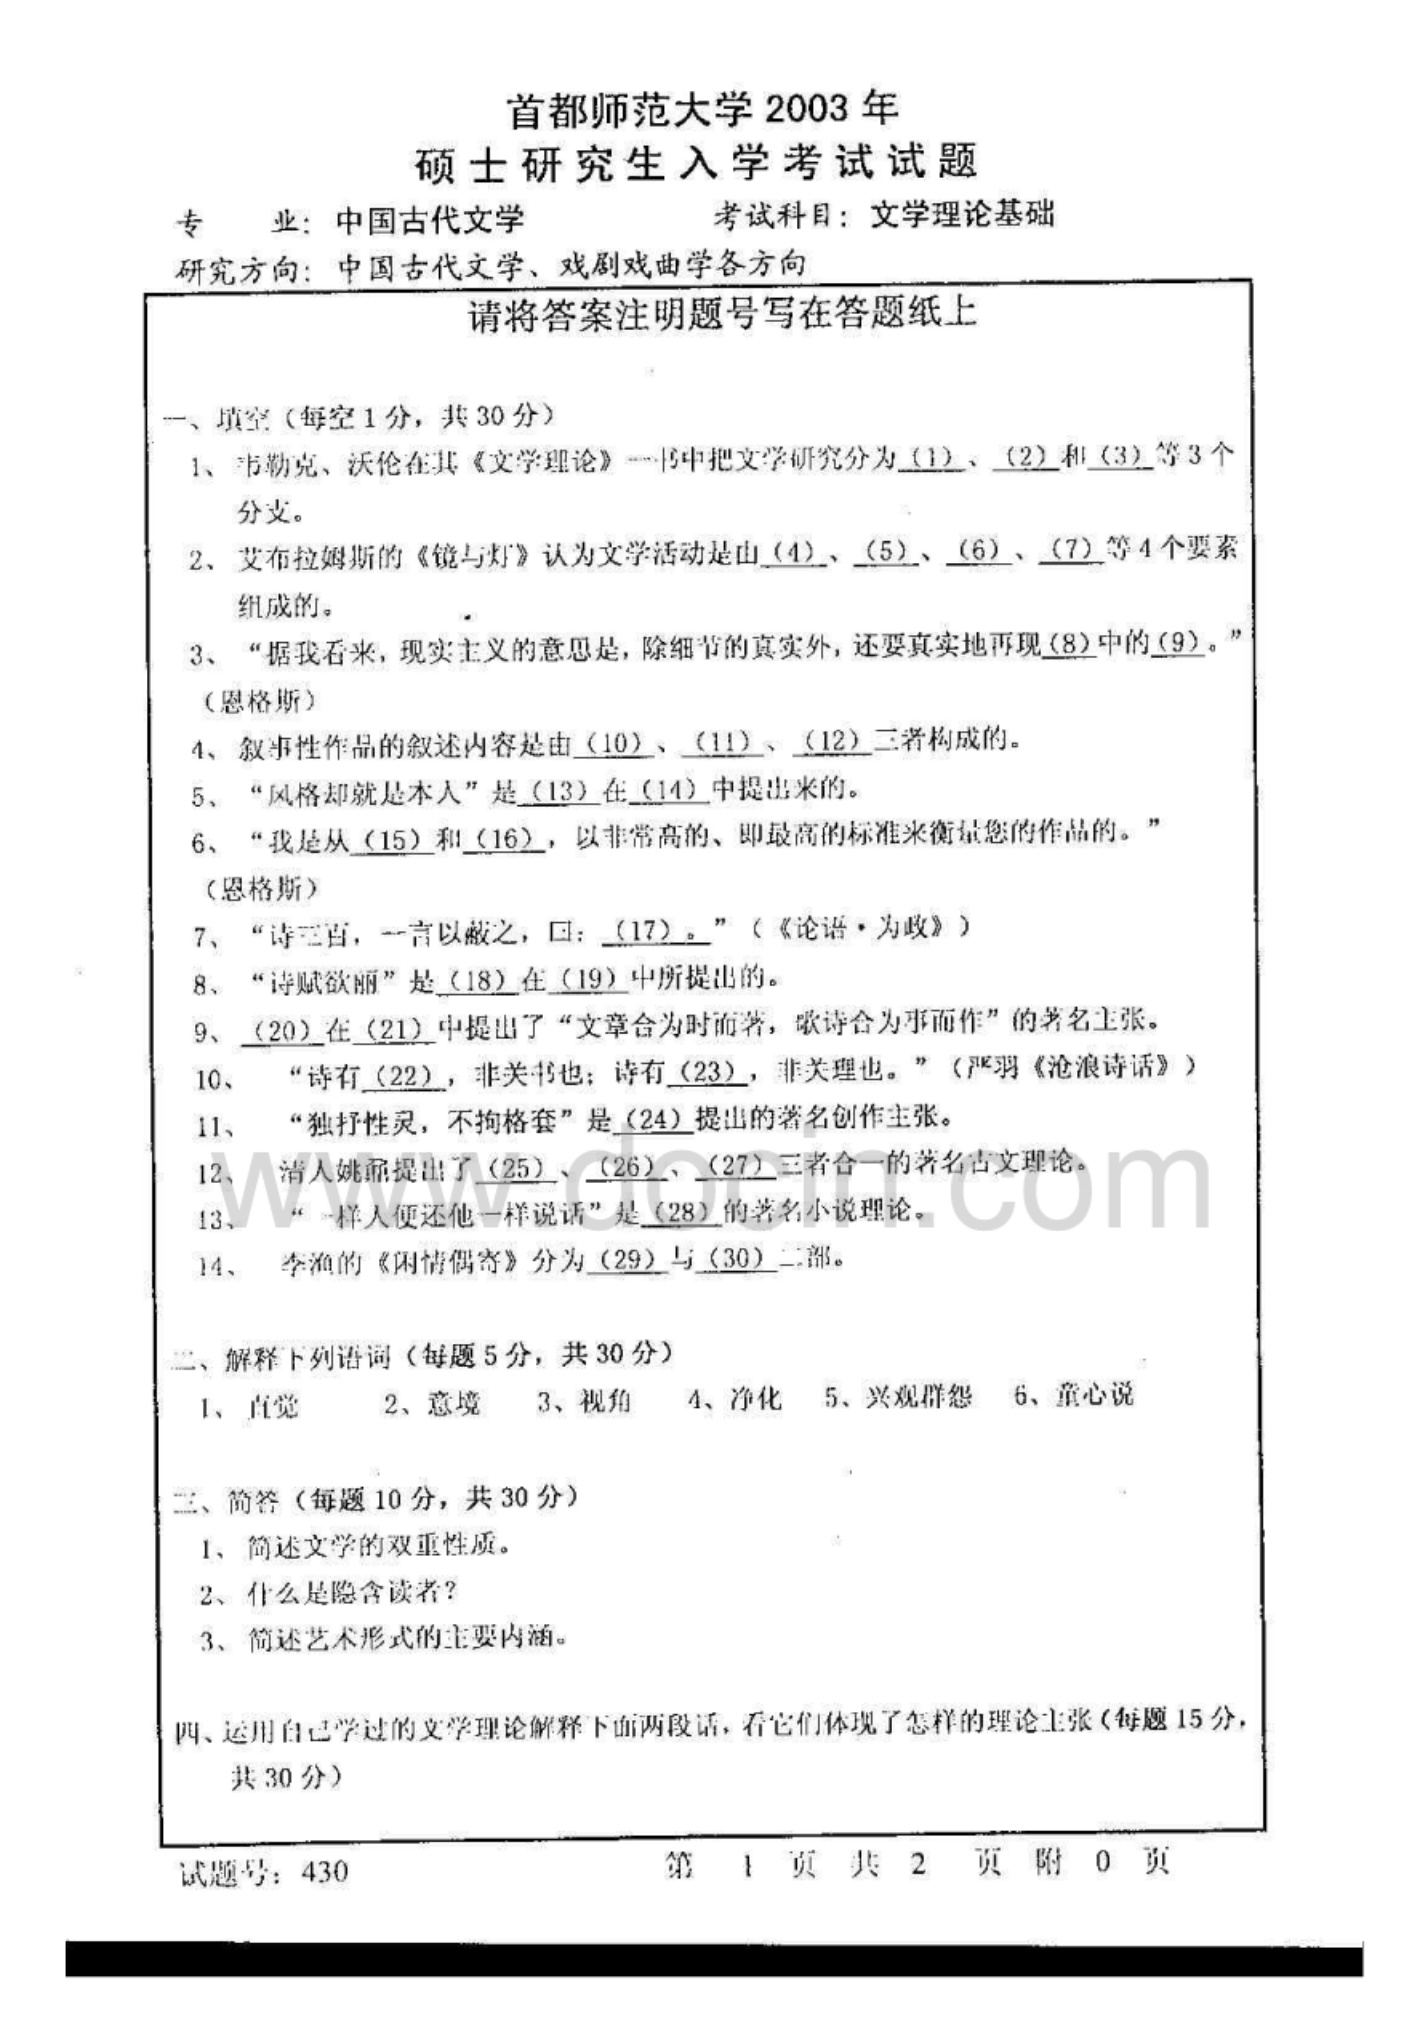 首都师范大学 2003 年
硕士研究生入学考试试题
专 业：中国古代文学 考试科目：文学理论基础
研究方向：中国古代文学、戏剧戏曲学各方向
请将答案注明题号写在答题纸上
一、填空（每空 1 分，共 30 分）
1、 韦勒克、沃伦在其《文学理论》一书中把文学研究分为（1）、（2）和（3）等 3 个
分支。
2、 艾布拉姆斯的《镜与灯》认为文学活动是由（4）、（5）、（6）、（7）等 4 个要素
组成的。
3、 “据我看来，现实主义的意思是，除细节的真实外，还要真实地再现（8）中的（9）。”
（恩格斯）
4、 叙事性作品的叙述内容是由（10）、（11）、（12）三者构成的。
5、 “风格却就是本人”是（13）在（14）中提出来的。
6、 “我是从（15）和（16），以非常高的、即最高的标准来衡量您的作品的。”
（恩格斯）
7、 “诗三百，一言以蔽之，曰：（17）。”（《论语·为政》）
8、 “诗赋欲丽”是（18）在（19）中所提出的。
9、 （20）在（21）中提出了“文章合为时而著，歌诗合为事而作”的著名主张。
10、 “诗有（22），非关书也；诗有（23），非关理也。”（严羽《沧浪诗话》）
11、 “独抒性灵，不拘格套”是（24）提出的著名创作主张。
12、 清人姚鼐提出了（25）、（26）、（27）三者合一的著名古文理论。
13、 “一样人便还他一样说话”是（28）的著名小说理论。
14、 李渔的《闲情偶寄》分为（29）与（30）二部。
二、解释下列语词（每题 5 分，共 30 分）
1、直觉 2、意境 3、视角 4、净化 5、兴观群怨 6、童心说
三、简答（每题 10 分，共 30 分）
1、 简述文学的双重性质。
2、 什么是隐含读者？
3、 简述艺术形式的主要内涵。
四、运用自己学过的文学理论解释下面两段话，看它们体现了怎样的理论主张（每题 15 分，
共 30 分）
试题号：430 第 1 页 共 2 页 附 0 页
www.docin.com